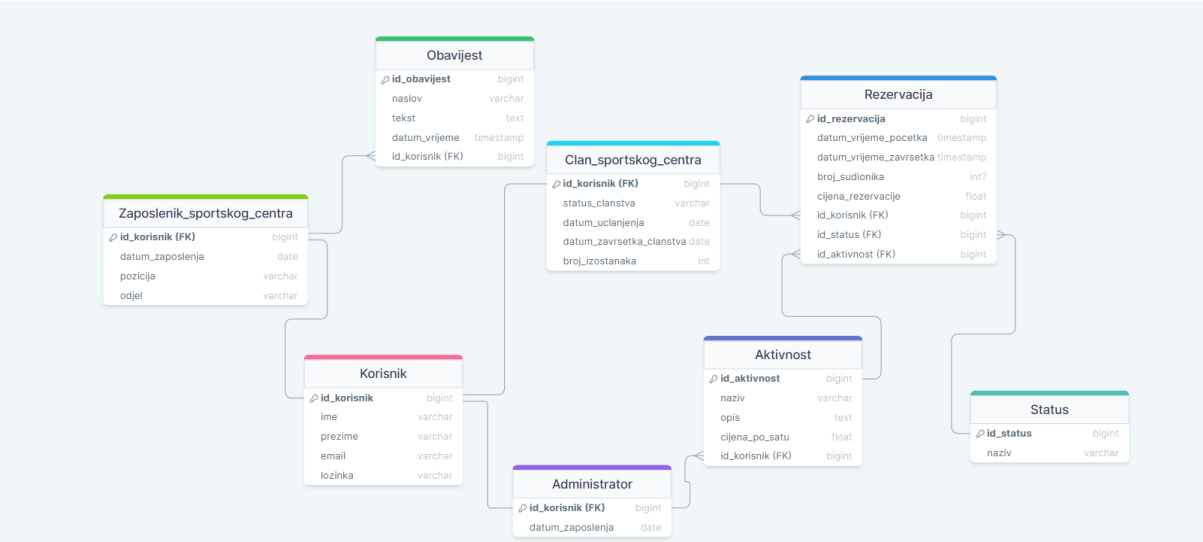 Obavijest
id_obavijest bigint
naslov varchar
tekst text
datum_vrijeme timestamp
id_korisnik (FK) bigint
Rezervacija
id_rezervacija bigint
datum_vrijeme_pocetka timestamp
datum_vrijeme_zavrsetka timestamp
broj_sudionika int?
cijena_rezervacije float
id_korisnik (FK) bigint
id_status (FK) bigint
id_aktivnost (FK) bigint
Clan_sportskog_centra
id_korisnik (FK) bigint
status_clanstva varchar
datum_uclanjenja date
datum_zavrsetka_clanstva date
broj_izostanaka int
Zaposlenik_sportskog_centra
id_korisnik (FK) bigint
datum_zaposlenja date
pozicija varchar
odjel varchar
Korisnik
id_korisnik bigint
ime varchar
prezime varchar
email varchar
lozinka varchar
Aktivnost
id_aktivnost bigint
naziv varchar
opis text
cijena_po_satu float
id_korisnik (FK) bigint
Status
id_status bigint
naziv varchar
Administrator
id_korisnik (FK) bigint
datum_zaposlenja date